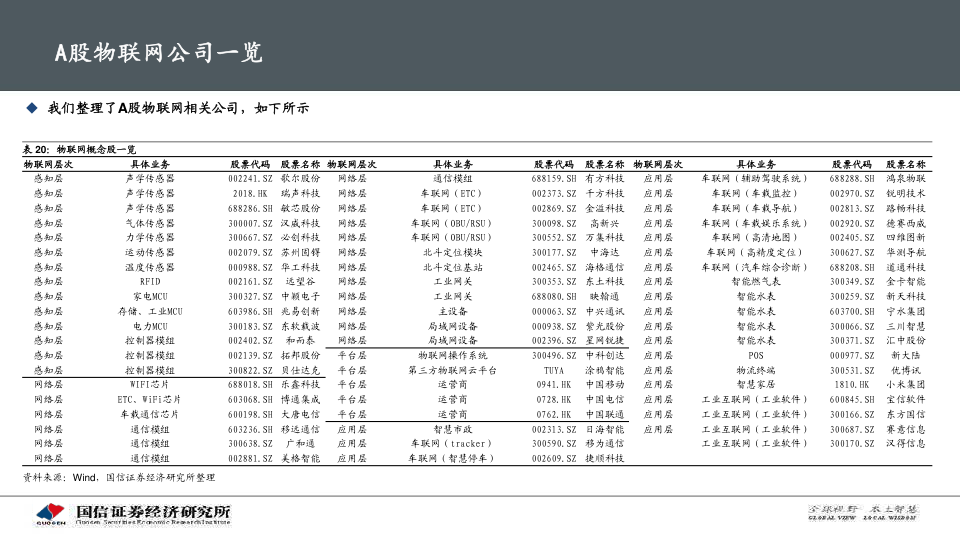 A股物联网公司一览
◆ 我们整理了A股物联网相关公司，如下所示
表 20：物联网概念股一览
物联网层次 具体业务 股票代码 股票名称 物联网层次 具体业务 股票代码 股票名称 物联网层次 具体业务 股票代码 股票名称
感知层 声学传感器 002241.SZ 歌尔股份 网络层 通信模组 688159.SH 有方科技 应用层 车联网（辅助驾驶系统） 688288.SH 鸿泉物联
感知层 声学传感器 2018.HK 瑞声科技 网络层 车联网（ETC） 002373.SZ 千方科技 应用层 车联网（车载监控） 002970.SZ 锐明技术
感知层 声学传感器 688286.SH 敏芯股份 网络层 车联网（ETC） 002869.SZ 金溢科技 应用层 车联网（车载导航） 002813.SZ 路畅科技
感知层 气体传感器 300007.SZ 汉威科技 网络层 车联网（OBU/RSU） 300098.SZ 高新兴 应用层 车联网（车载娱乐系统） 002920.SZ 德赛西威
感知层 力学传感器 300667.SZ 必创科技 网络层 车联网（OBU/RSU） 300552.SZ 万集科技 应用层 车联网（高清地图） 002405.SZ 四维图新
感知层 运动传感器 002079.SZ 苏州固锝 网络层 北斗定位模块 300177.SZ 中海达 应用层 车联网（高精度定位） 300627.SZ 华测导航
感知层 温度传感器 000988.SZ 华工科技 网络层 北斗定位基站 002465.SZ 海格通信 应用层 车联网（汽车综合诊断） 688208.SH 道通科技
感知层 RFID 002161.SZ 远望谷 网络层 工业网关 300353.SZ 东土科技 应用层 智能燃气表 300349.SZ 金卡智能
感知层 家电MCU 300327.SZ 中颖电子 网络层 工业网关 688080.SH 映翰通 应用层 智能水表 300259.SZ 新天科技
感知层 存储、工业MCU 603986.SH 兆易创新 网络层 主设备 000063.SZ 中兴通讯 应用层 智能水表 603700.SH 宁水集团
感知层 电力MCU 300183.SZ 东软载波 网络层 局域网设备 000938.SZ 紫光股份 应用层 智能水表 300066.SZ 三川智慧
感知层 控制器模组 002402.SZ 和而泰 网络层 局域网设备 002396.SZ 星网锐捷 应用层 智能水表 300371.SZ 汇中股份
感知层 控制器模组 002139.SZ 拓邦股份 平台层 物联网操作系统 300496.SZ 中科创达 应用层 POS 000977.SZ 新大陆
感知层 控制器模组 300822.SZ 贝仕达克 平台层 第三方物联网云平台 TUYA 涂鸦智能 应用层 物流终端 300531.SZ 优博讯
网络层 WIFI芯片 688018.SH 乐鑫科技 平台层 运营商 0941.HK 中国移动 应用层 智慧家居 1810.HK 小米集团
网络层 ETC、WiFi芯片 603068.SH 博通集成 平台层 运营商 0728.HK 中国电信 应用层 工业互联网（工业软件） 600845.SH 宝信软件
网络层 车载通信芯片 600198.SH 大唐电信 平台层 运营商 0762.HK 中国联通 应用层 工业互联网（工业软件） 300166.SZ 东方国信
网络层 通信模组 603236.SH 移远通信 应用层 智慧市政 002313.SZ 日海智能 应用层 工业互联网（工业软件） 300687.SZ 赛意信息
网络层 通信模组 300638.SZ 广和通 应用层 车联网（tracker） 300590.SZ 移为通信 工业互联网（工业软件） 300170.SZ 汉得信息
网络层 通信模组 002881.SZ 美格智能 应用层 车联网（智慧停车） 002609.SZ 捷顺科技
资料来源：Wind，国信证券经济研究所整理
GUOSEN 国信证券经济研究所
Guosen Securities Economic Research Institute
全球视野 本土智慧
GLOBAL VIEW LOCAL WISDOM